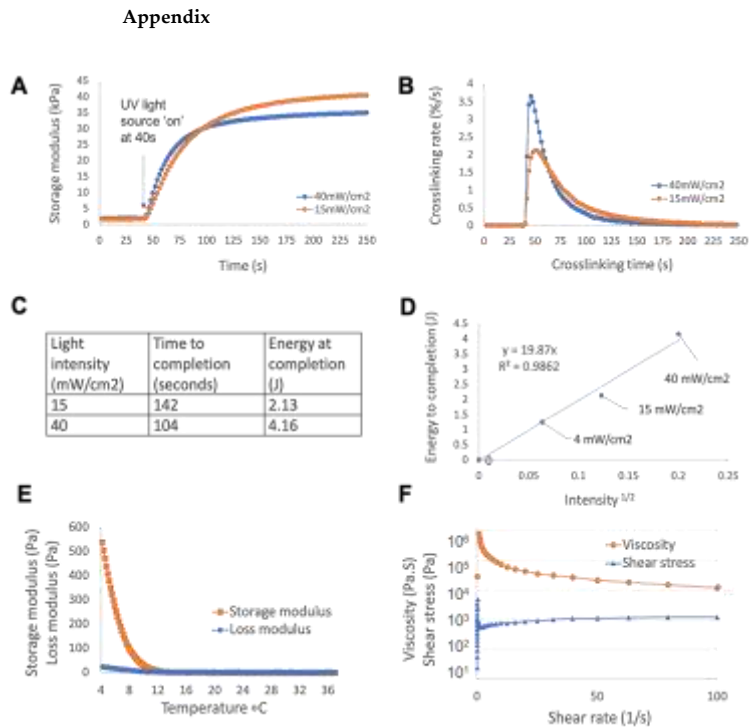 Appendix
A
Storage modulus (kPa)
45
40
35
30
25
20
15
10
5
0
UV light
source 'on'
at 40s
40mW/cm2
15mW/cm2
0 25 50 75 100 125 150 175 200 225 250
Time (s)
B
Crosslinking rate (%/s)
4
3.5
3
2.5
2
1.5
1
0.5
0
40mW/cm2
15mW/cm2
0 25 50 75 100 125 150 175 200 225 250
Crosslinking time (s)
C
Light intensity (mW/cm2) Time to completion (seconds) Energy at completion (J)
15 142 2.13
40 104 4.16
D
Energy to completion (J)
4.5
4
3.5
3
2.5
2
1.5
1
0.5
0
y = 19.87x
R² = 0.9862
40 mW/cm2
15 mW/cm2
4 mW/cm2
0 0.05 0.1 0.15 0.2 0.25
Intensity 1/2
E
Storage modulus (Pa)
Loss modulus (Pa)
600
500
400
300
200
100
0
Storage modulus
Loss modulus
4 8 12 16 20 24 28 32 36
Temperature °C
F
Viscosity (Pa.S)
Shear stress (Pa)
10⁶
10⁵
10⁴
10³
10²
10¹
Viscosity
Shear stress
0 50 100
Shear rate (1/s)